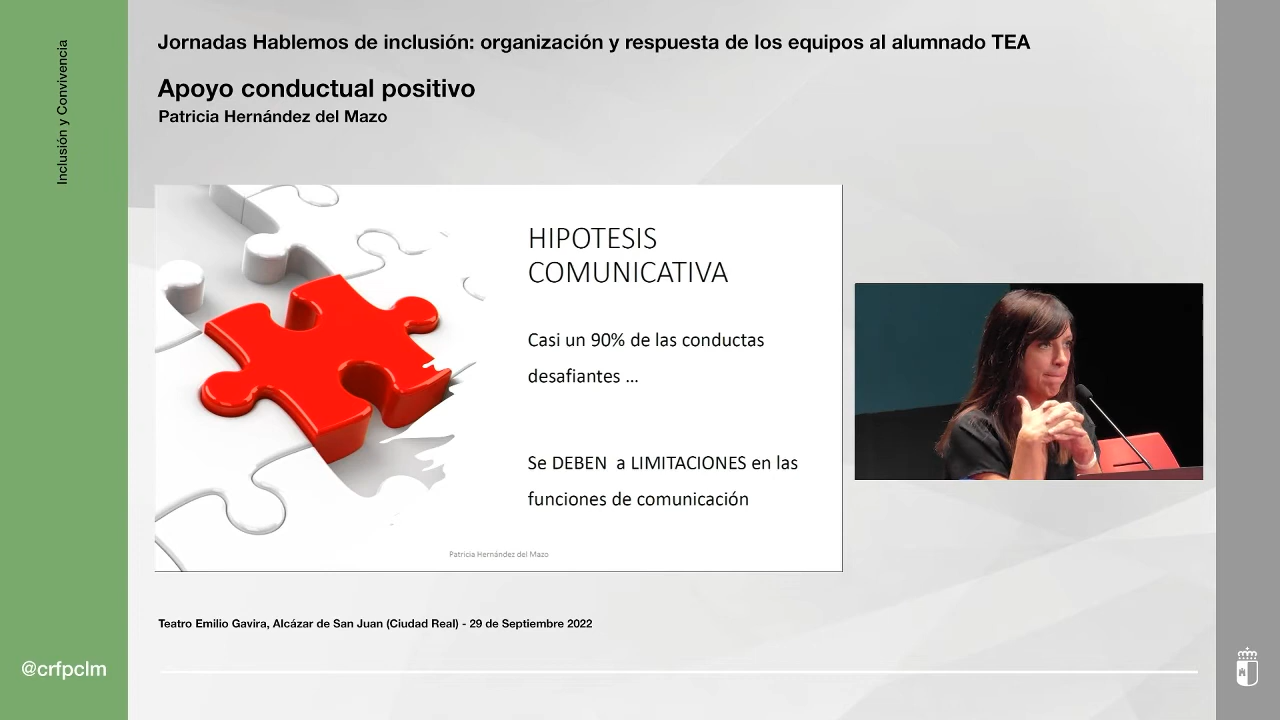 Inclusión y Convivencia
Jornadas Hablemos de inclusión: organización y respuesta de los equipos al alumnado TEA
Apoyo conductual positivo
Patricia Hernández del Mazo
HIPOTESIS
COMUNICATIVA
Casi un 90% de las conductas
desafiantes ...
Se DEBEN  a LIMITACIONES en las
funciones de comunicación
Patricia Hernández del Mazo
Teatro Emilio Gavira, Alcázar de San Juan (Ciudad Real) - 29 de Septiembre 2022
@crfpclm